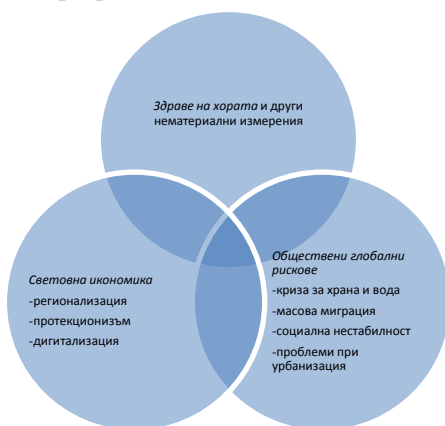 Здраве на хората и други
нематериални измерения
Световна икономика
-регионализация
-протекционизъм
-дигитализация
Обществени глобални
рискове
-криза за храна и вода
-масова миграция
-социална нестабилност
-проблеми при
урбанизация